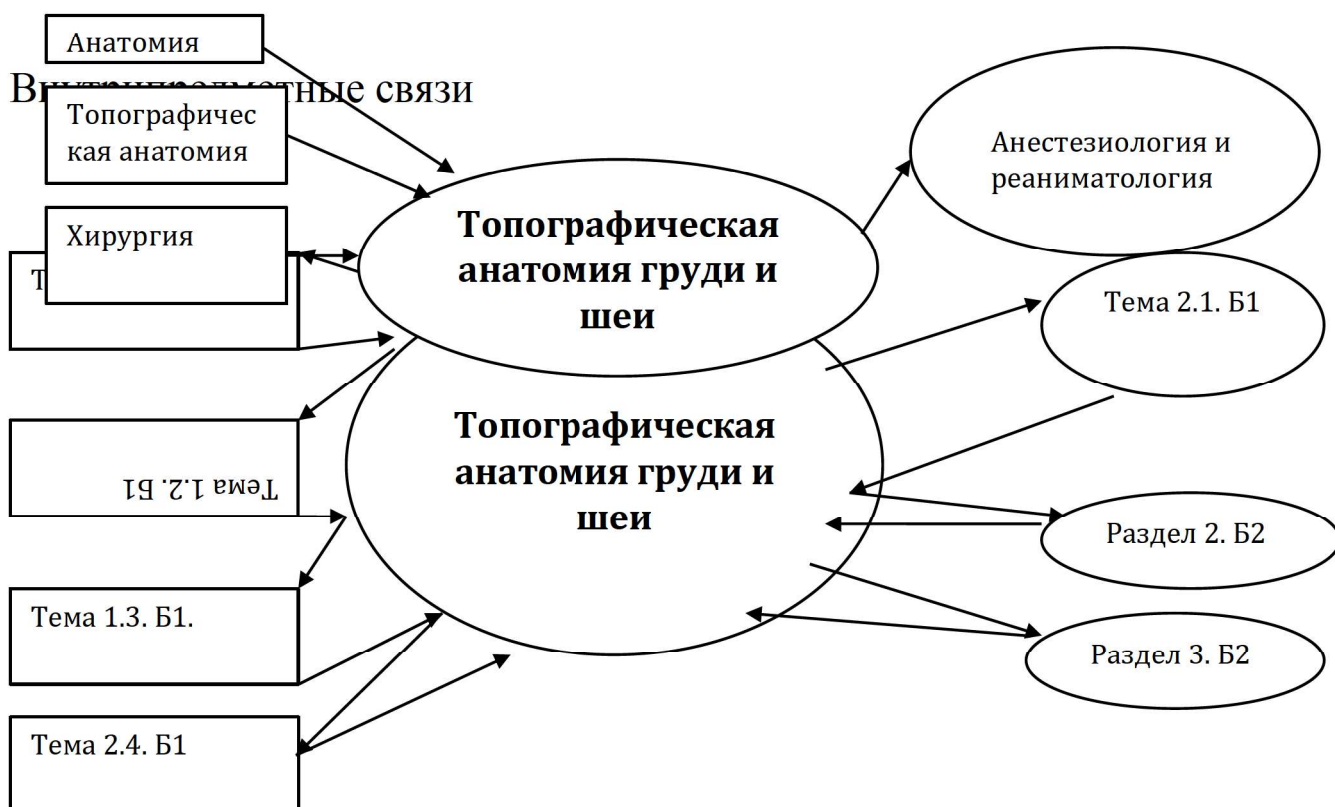 Анатомия
связи
Топографичес
кая анатомия
Хирургия
Анестезиология и
реаниматология
Топографическая
анатомия груди и
шеи
Тема 2.1. Б1
Топографическая
анатомия груди и
шеи
Тема 1.2. Б1
Раздел 2. Б2
Тема 1.3. Б1.
Раздел 3. Б2
Тема 2.4. Б1